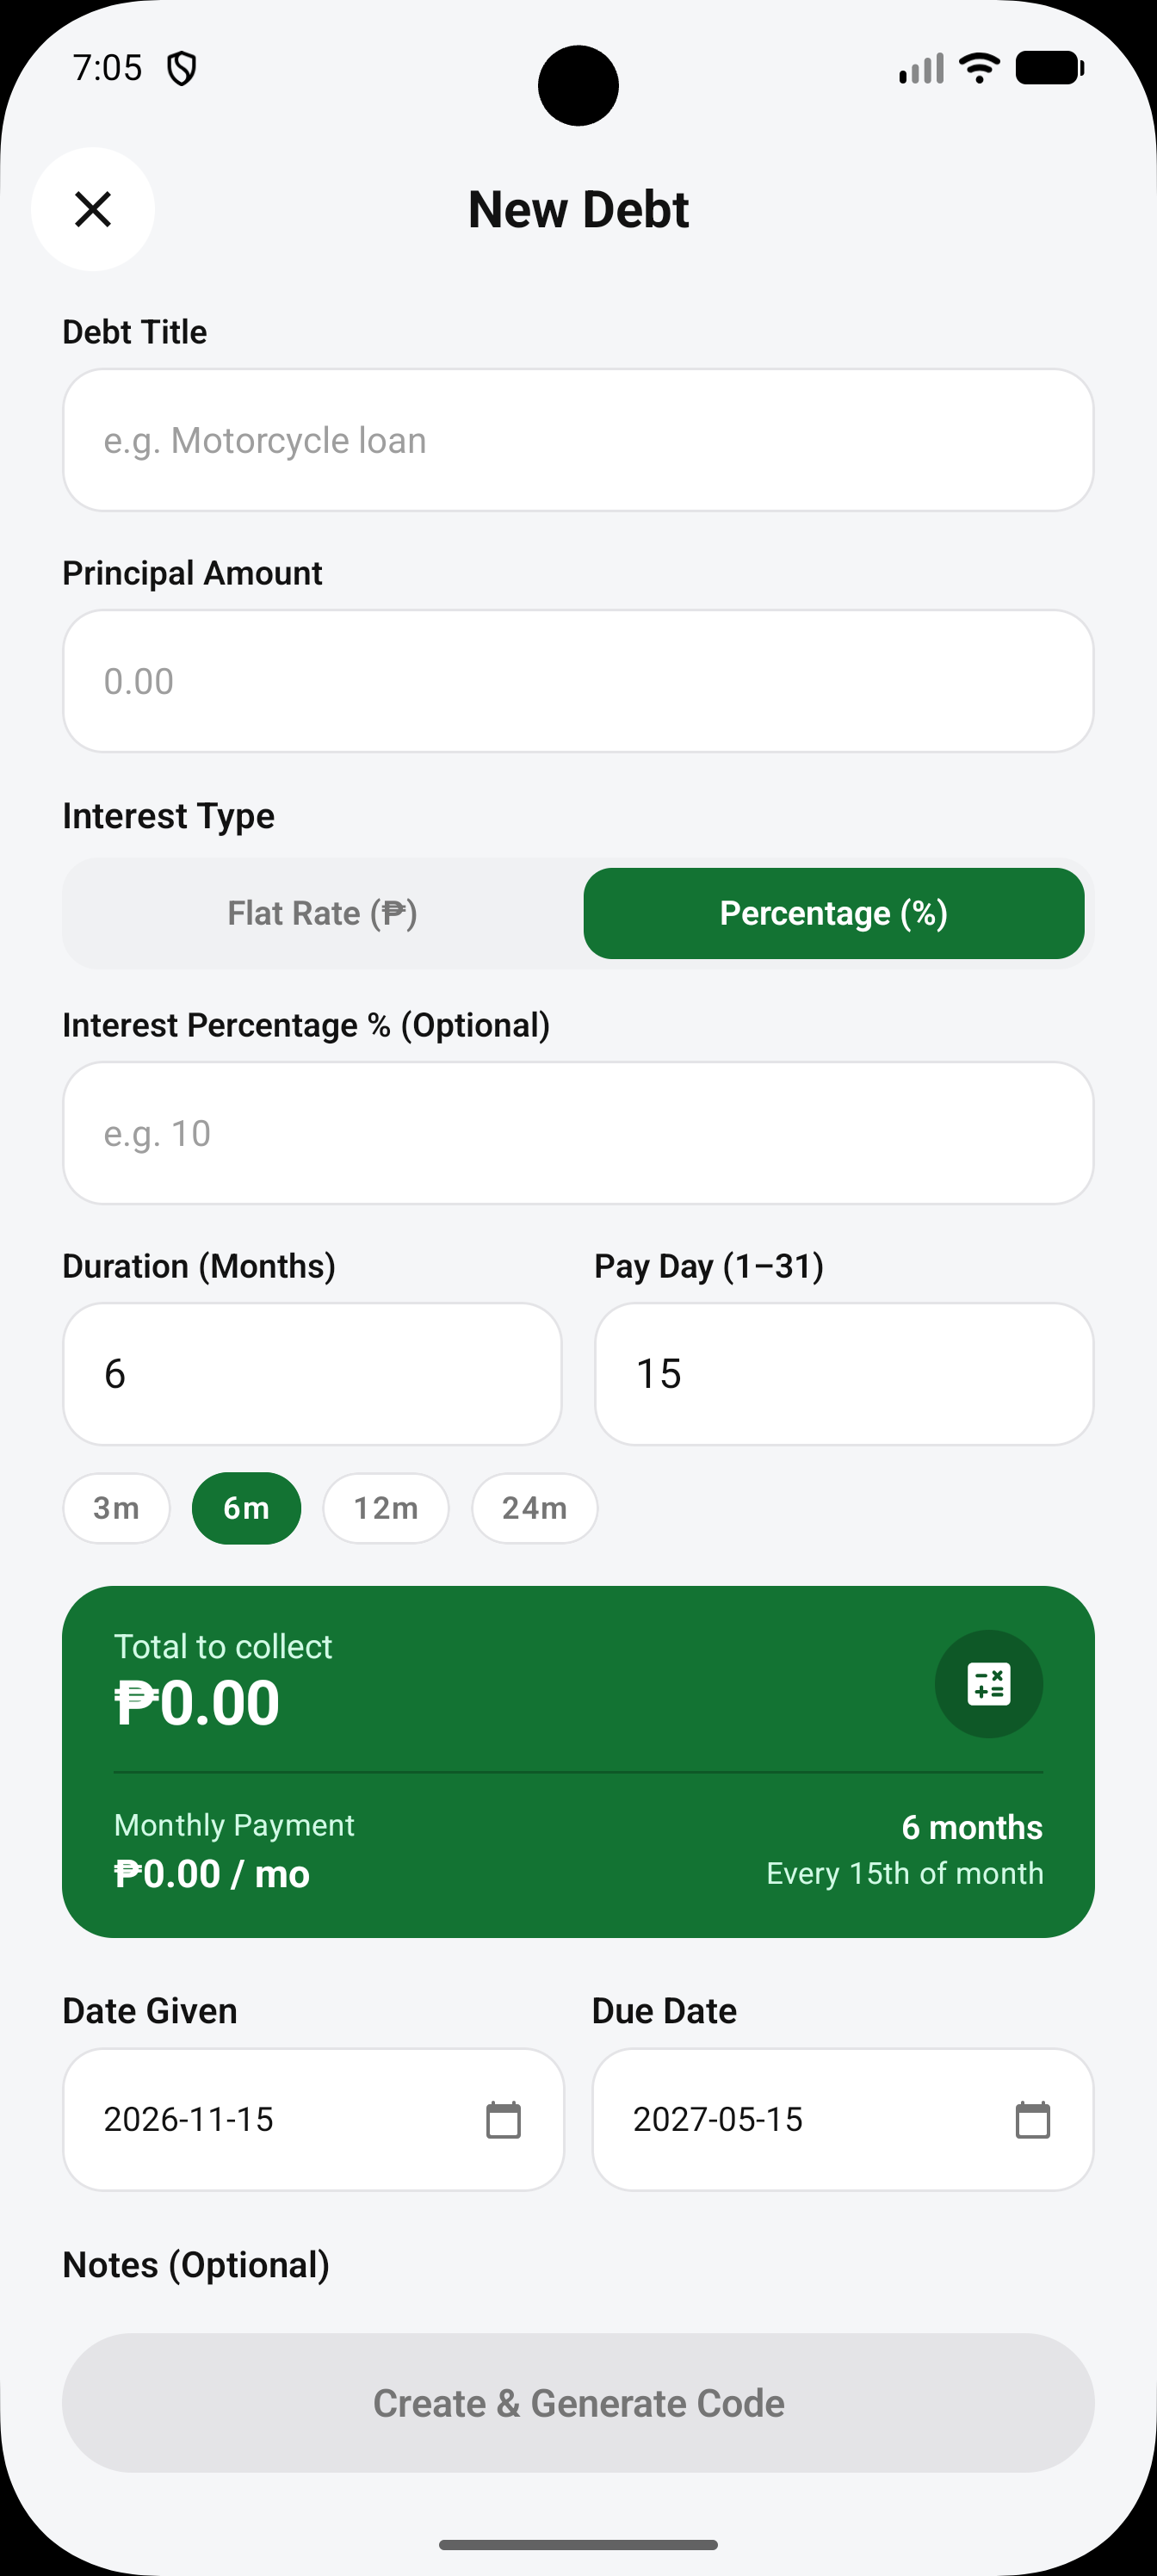 7:05
New Debt
Debt Title
e.g. Motorcycle loan
Principal Amount
0.00
Interest Type
Flat Rate (₱)
Percentage (%)
Interest Percentage % (Optional)
e.g. 10
Duration (Months)
Pay Day (1–31)
6
15
3m
6m
12m
24m
Total to collect
₱0.00
Monthly Payment
6 months
₱0.00 / mo
Every 15th of month
Date Given
Due Date
2026-11-15
2027-05-15
Notes (Optional)
Create & Generate Code